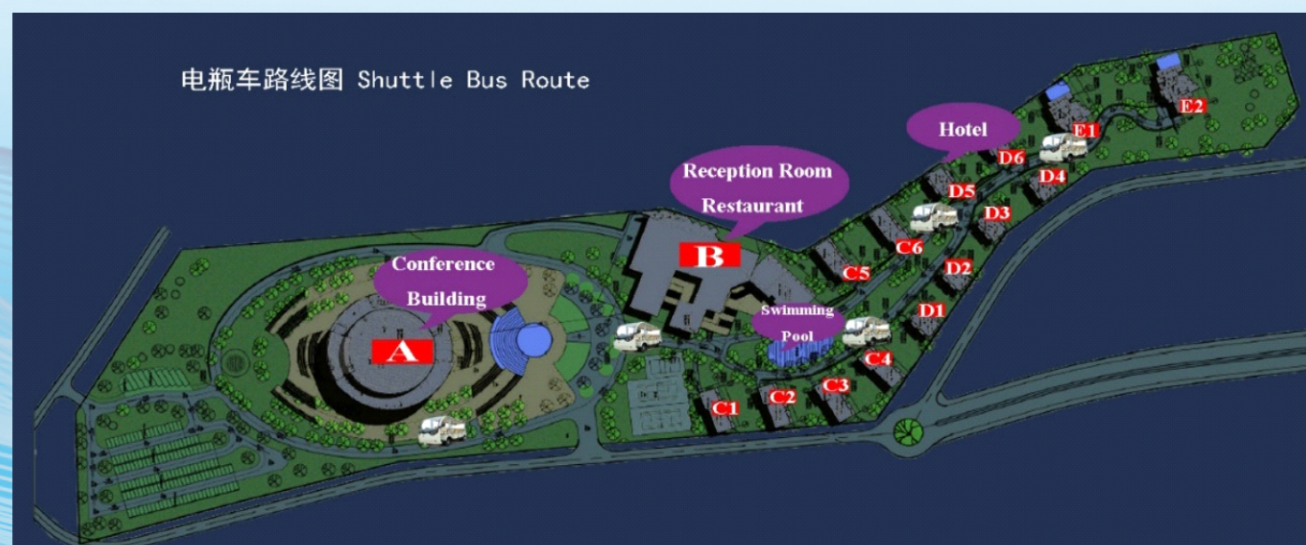 电瓶车路线图 Shuttle Bus Route
Hotel
Reception Room
Restaurant
Conference
Building
Swimming
Pool
A
B
C1
C2
C3
C4
C5
C6
D1
D2
D3
D4
D5
D6
E1
E2